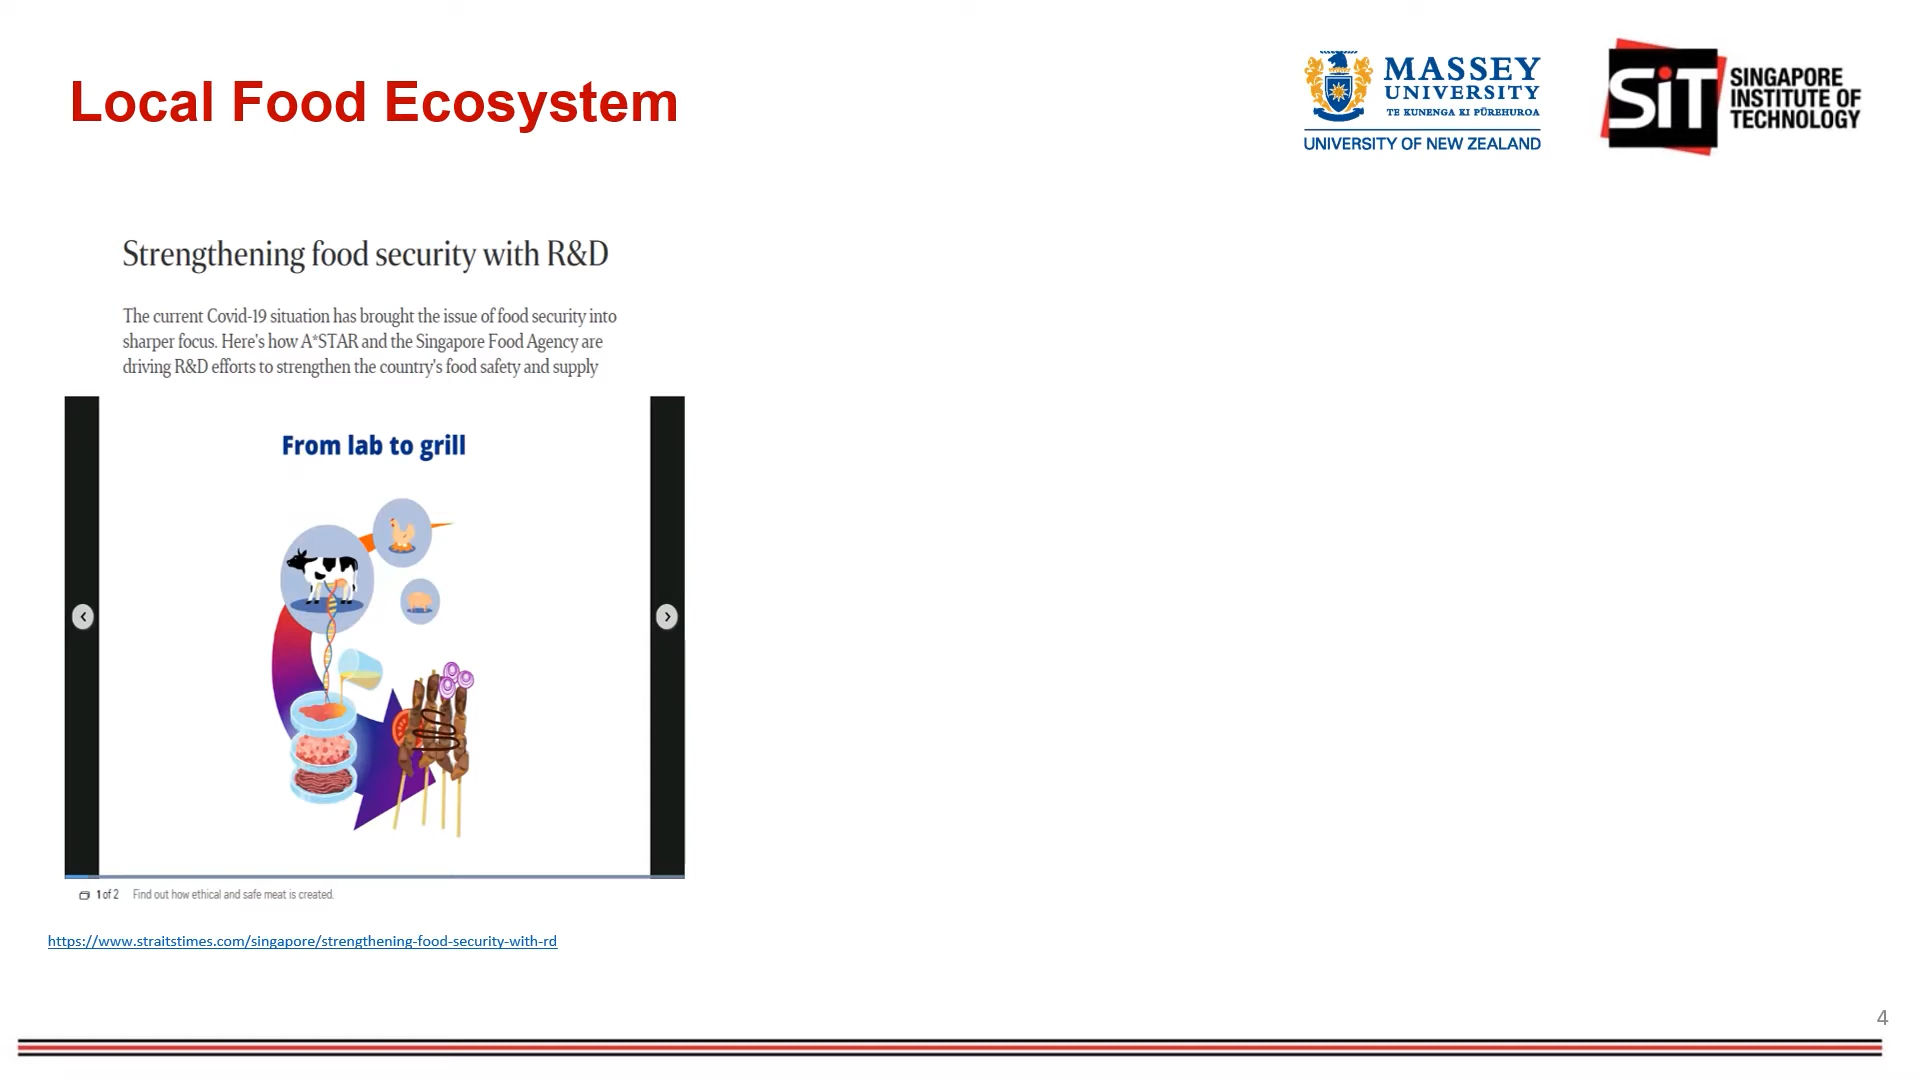 Local Food Ecosystem
MASSEY
UNIVERSITY
TE KUNENGA KI PŪREHUROA
UNIVERSITY OF NEW ZEALAND
SiT
SINGAPORE
INSTITUTE OF
TECHNOLOGY
Strengthening food security with R&D
The current Covid-19 situation has brought the issue of food security into
sharper focus. Here's how A*STAR and the Singapore Food Agency are
driving R&D efforts to strengthen the country's food safety and supply
From lab to grill
1 of 2 Find out how ethical and safe meat is created.
https://www.straitstimes.com/singapore/strengthening-food-security-with-rd
4